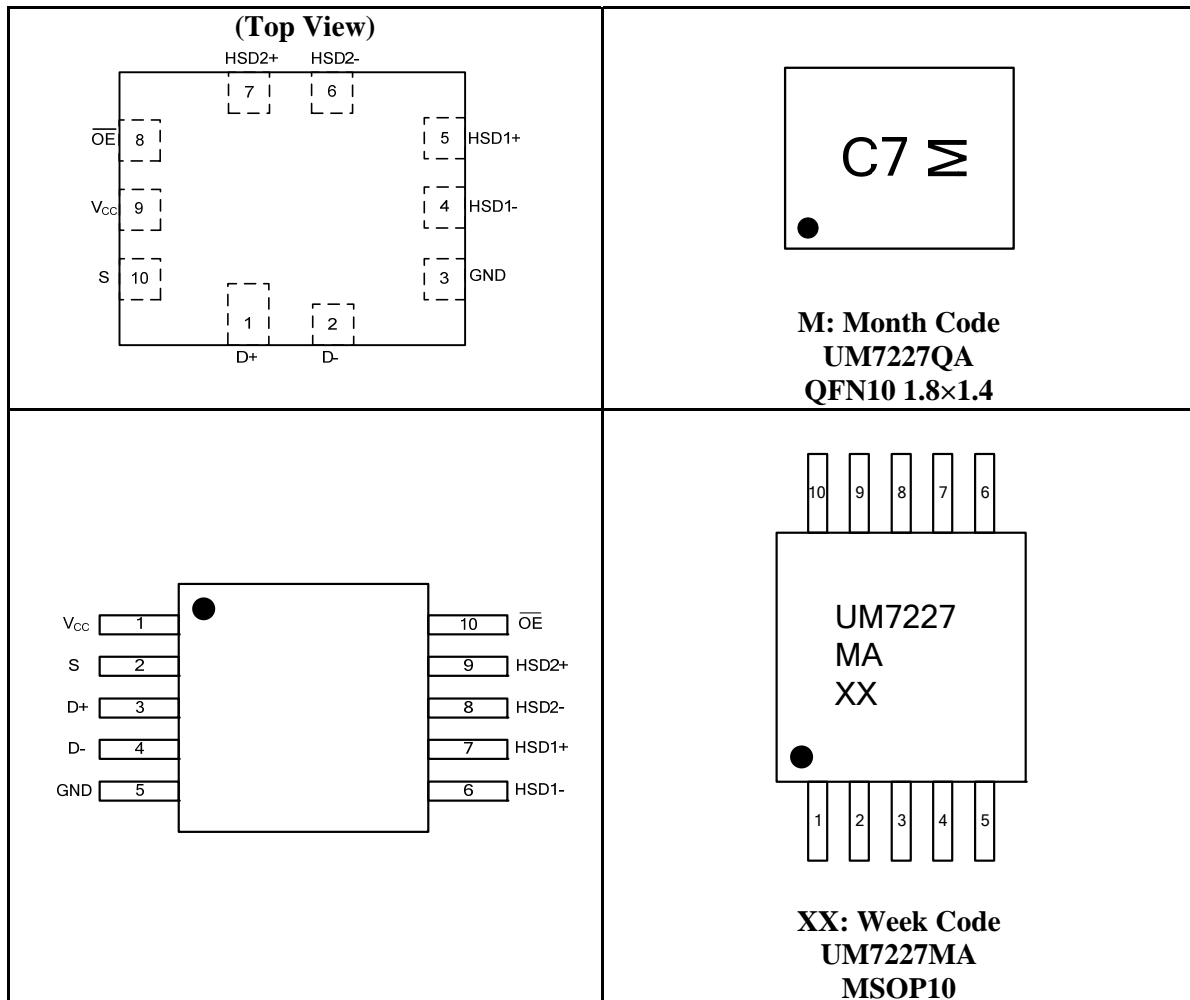 (Top View)
HSD2+ HSD2-
7 6
O̅E̅ 8 5 HSD1+
VCC 9 4 HSD1-
S 10 3 GND
1 2
D+ D-
C7 M
M: Month Code
UM7227QA
QFN10 1.8×1.4
VCC 1 10 O̅E̅
S 2 9 HSD2+
D+ 3 8 HSD2-
D- 4 7 HSD1+
GND 5 6 HSD1-
10 9 8 7 6
UM7227
MA
XX
1 2 3 4 5
XX: Week Code
UM7227MA
MSOP10